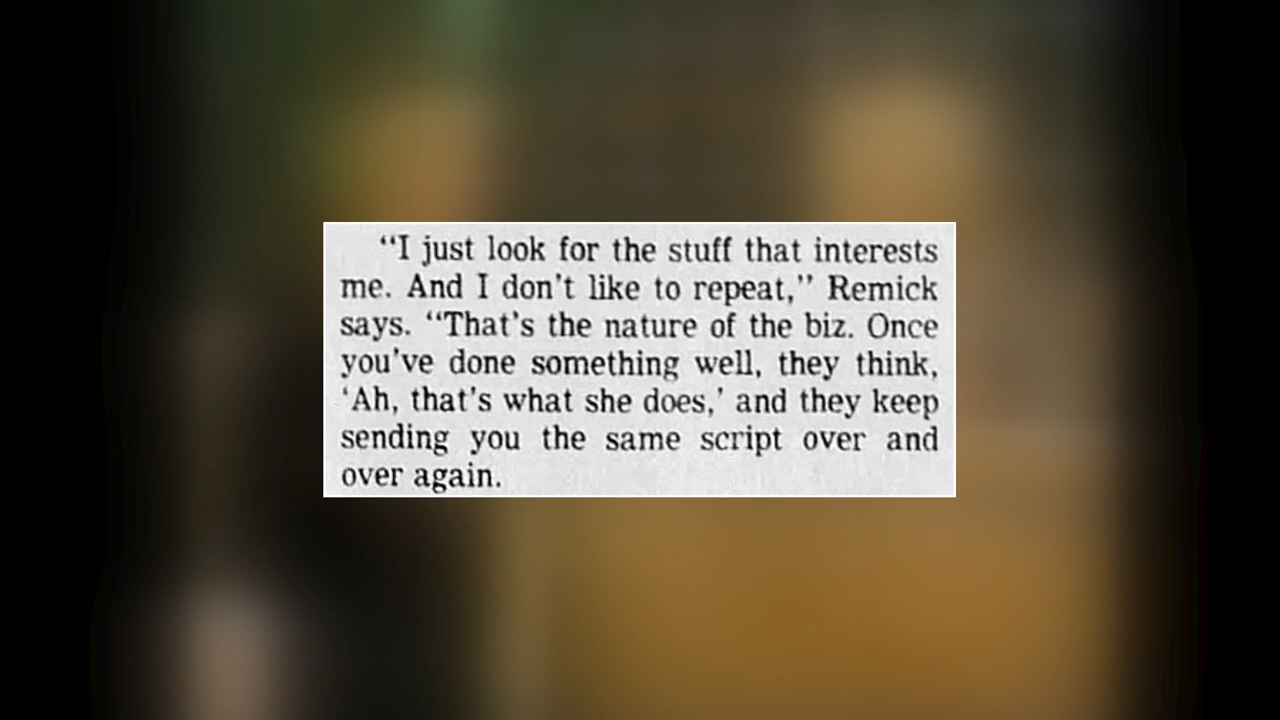 “I just look for the stuff that interests
me. And I don’t like to repeat,” Remick
says. “That’s the nature of the biz. Once
you’ve done something well, they think,
‘Ah, that’s what she does,’ and they keep
sending you the same script over and
over again.